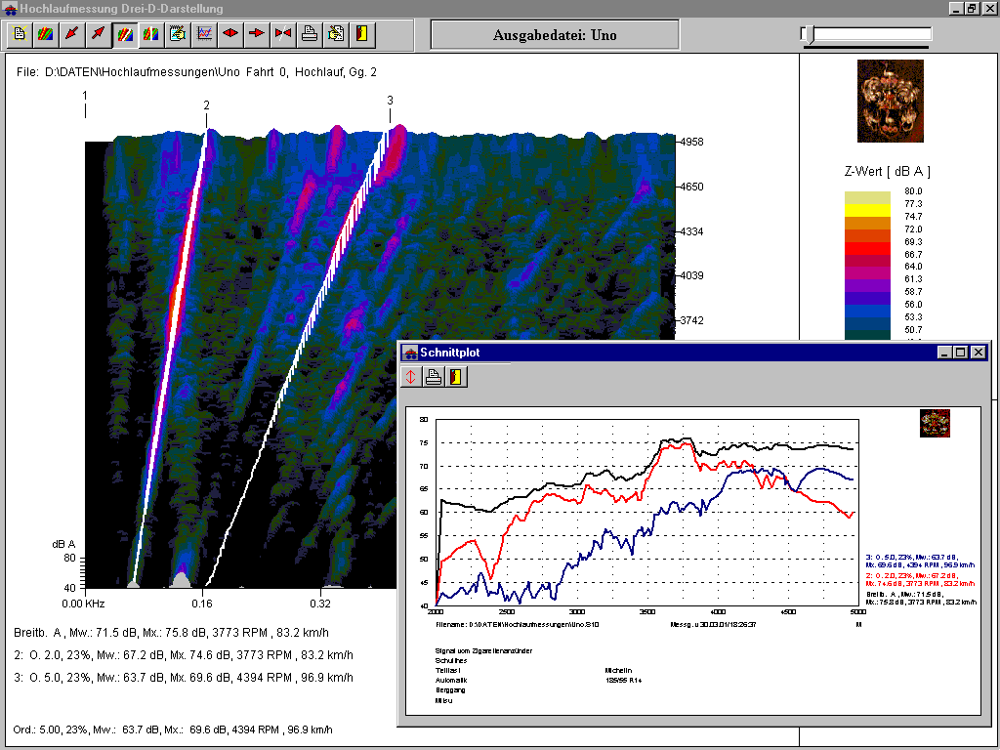 Hochlaufmessung Drei-D-Darstellung
Ausgabedatei: Uno
File: D:\DATEN\Hochlaufmessungen\Uno Fahrt 0, Hochlauf, Gg. 2
1
2
3
4958
4650
4334
4039
3742
Z-Wert [ dB A ]
80.0
77.3
74.7
72.0
69.3
66.7
64.0
61.3
58.7
56.0
53.3
50.7
dB A
80
40
0.00 KHz
0.16
0.32
Breitb. A , Mw.: 71.5 dB, Mx.: 75.8 dB, 3773 RPM , 83.2 km/h
2: O. 2.0, 23%, Mw.: 67.2 dB, Mx. 74.6 dB, 3773 RPM , 83.2 km/h
3: O. 5.0, 23%, Mw.: 63.7 dB, Mx. 69.6 dB, 4394 RPM , 96.9 km/h
Ord.: 5.00, 23%, Mw.: 63.7 dB, Mx.: 69.6 dB, 4394 RPM , 96.9 km/h
Schnittplot
80
75
70
65
60
55
50
45
40
2000
2500
3000
3500
4000
4500
5000
3: O. 5.0, 23%, Mw.: 63.7 dB,
Mx. 69.6 dB, 4394 RPM , 96.9 km/h
2: O. 2.0, 23%, Mw.: 67.2 dB,
Mx. 74.6 dB, 3773 RPM , 83.2 km/h
Breitb. A , Mw.: 71.5 dB,
Mx.: 75.8 dB, 3773 RPM , 83.2 km/h
Filename: D:\DATEN\Hochlaufmessungen\Uno.S10
Messg. v 30.03.01/18:26:37
M
Signal vom Zigarettenanzünder
Schulhes
Teillast
Michelin
Automatik
185/55 R14
Berggang